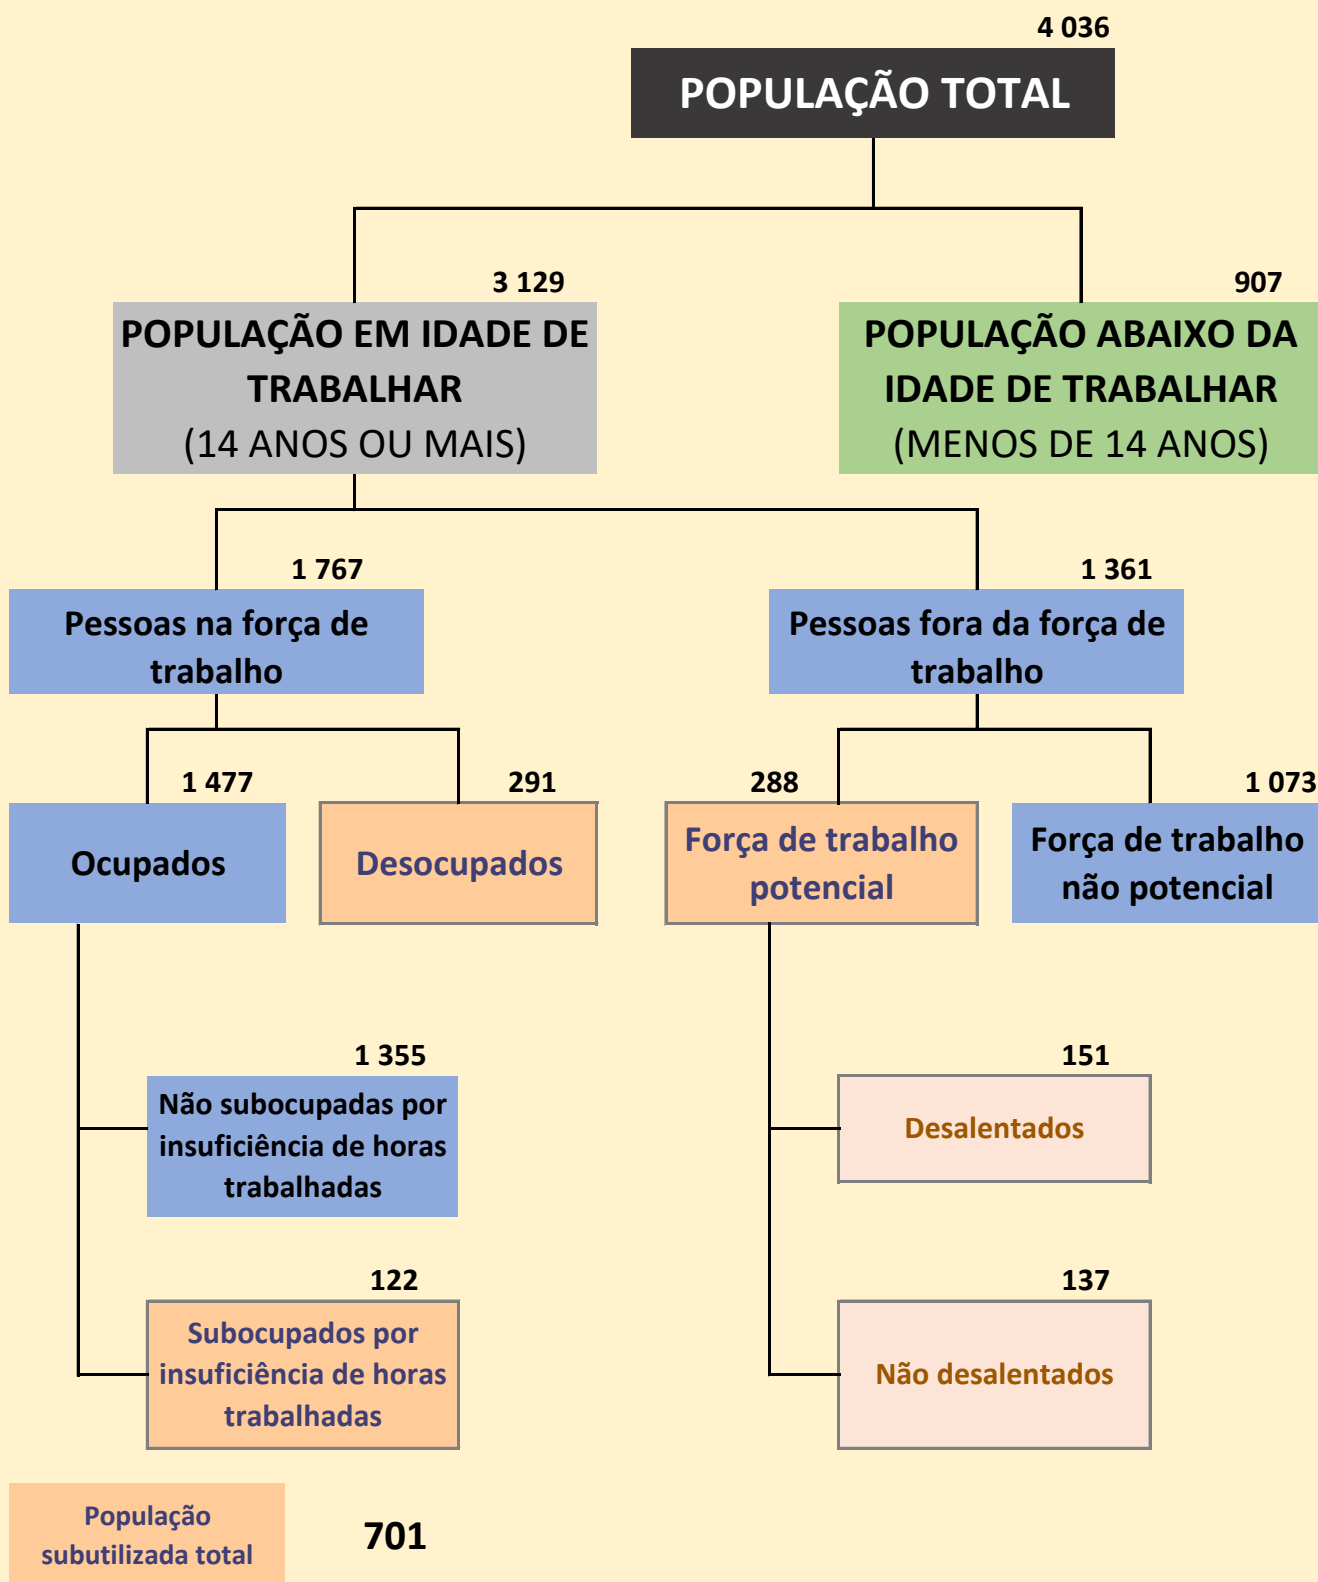 4 036
POPULAÇÃO TOTAL
3 129
POPULAÇÃO EM IDADE DE
TRABALHAR
(14 ANOS OU MAIS)
907
POPULAÇÃO ABAIXO DA
IDADE DE TRABALHAR
(MENOS DE 14 ANOS)
1 767
Pessoas na força de
trabalho
1 361
Pessoas fora da força de
trabalho
1 477
Ocupados
291
Desocupados
288
Força de trabalho
potencial
1 073
Força de trabalho
não potencial
1 355
Não subocupadas por
insuficiência de horas
trabalhadas
151
Desalentados
122
Subocupados por
insuficiência de horas
trabalhadas
137
Não desalentados
População
subutilizada total
701